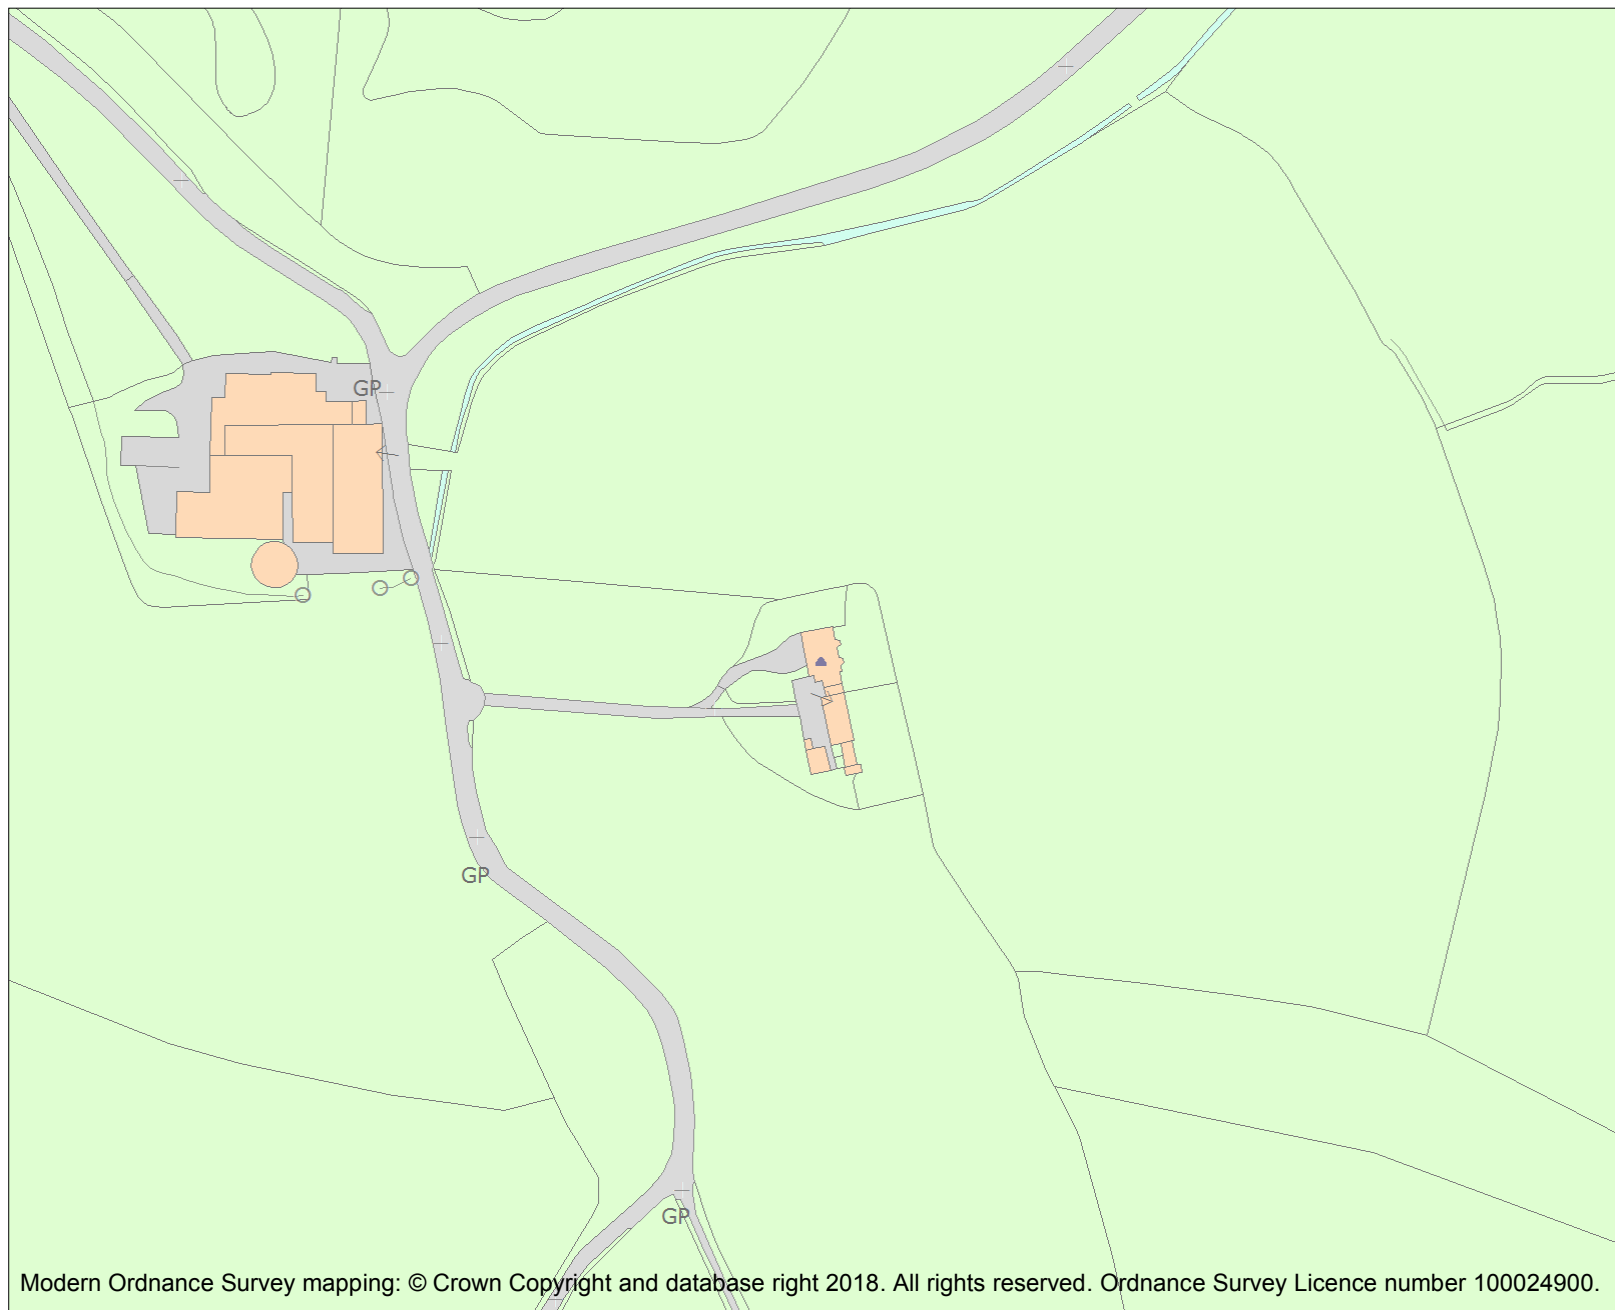 GP
GP
GP
Modern Ordnance Survey mapping: © Crown Copyright and database right 2018. All rights reserved. Ordnance Survey Licence number 100024900.